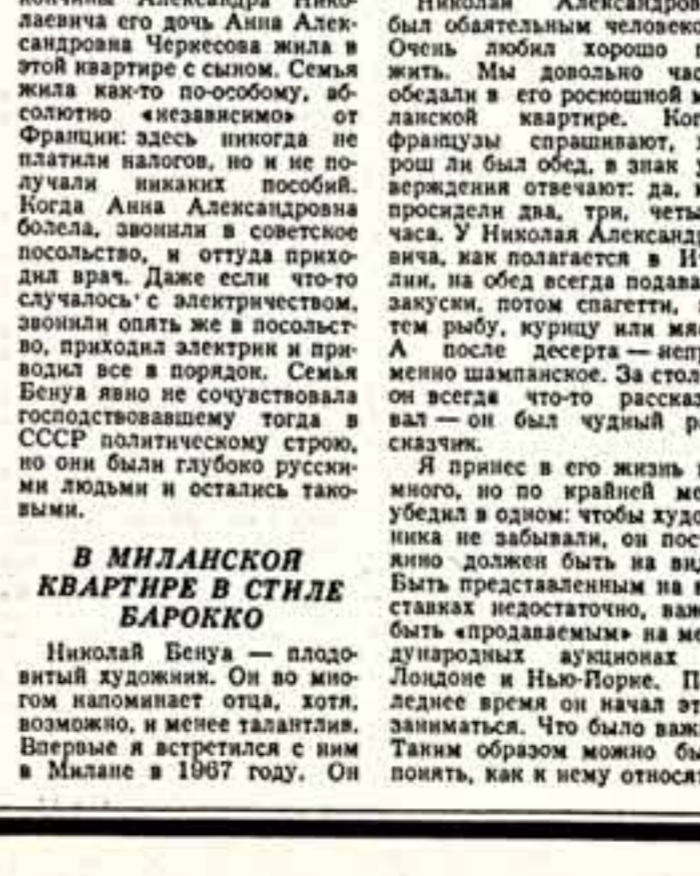 кончины Александра Нико-
лаевича его дочь Анна Алек-
сандровна Черкесова жила в
этой квартире с сыном. Семья
жила как-то по-особому, аб-
солютно «независимо» от
Франции: здесь никогда не
платили налогов, но и не по-
лучали никаких пособий.
Когда Анна Александровна
болела, звонили в советское
посольство, и оттуда прихо-
дил врач. Даже если что-то
случалось с электричеством,
звонили опять же в посольст-
во, приходил электрик и при-
водил все в порядок. Семья
Бенуа явно не сочувствовала
господствовавшему тогда в
СССР политическому строю,
но они были глубоко русски-
ми людьми и остались тако-
выми.
В МИЛАНСКОЙ
КВАРТИРЕ В СТИЛЕ
БАРОККО
Николай Бенуа — плодо-
витый художник. Он во мно-
гом напоминает отца, хотя,
возможно, и менее талантлив.
Впервые я встретился с ним
в Милане в 1967 году. Он
Николай Александров
был обаятельным человеко
Очень любил хорошо
жить. Мы довольно час
обедали в его роскошной м
ланской квартире. Ког
французы спрашивают,
рош ли был обед, в знак
верждения отвечают: да,
просидели два, три, четы
часа. У Николая Александр
вича, как полагается в И
лии, на обед всегда подава
закуски, потом спагетти,
тем рыбу, курицу или мя
А после десерта — неп
менно шампанское. За стол
он всегда что-то расска
вал — он был чудный р
сказчик.
Я принес в его жизнь
много, но по крайней ме
убедил в одном: чтобы худо
ника не забывали, он пос
янно должен быть на ви
Быть представленным на
ставках недостаточно, ва
быть «продаваемым» на ме
дународных аукционах
Лондоне и Нью-Йорке. П
леднее время он начал эт
заниматься. Что было важ
Таким образом можно бы
понять, как к нему относя